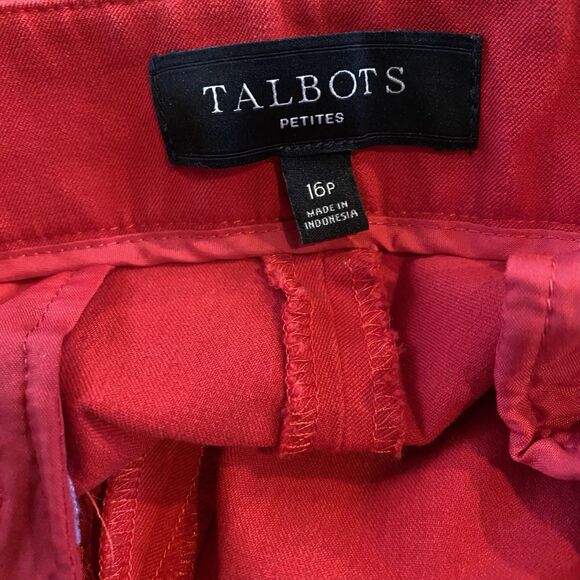 TALBOTS
PETITES
16P
MADE IN
INDONESIA